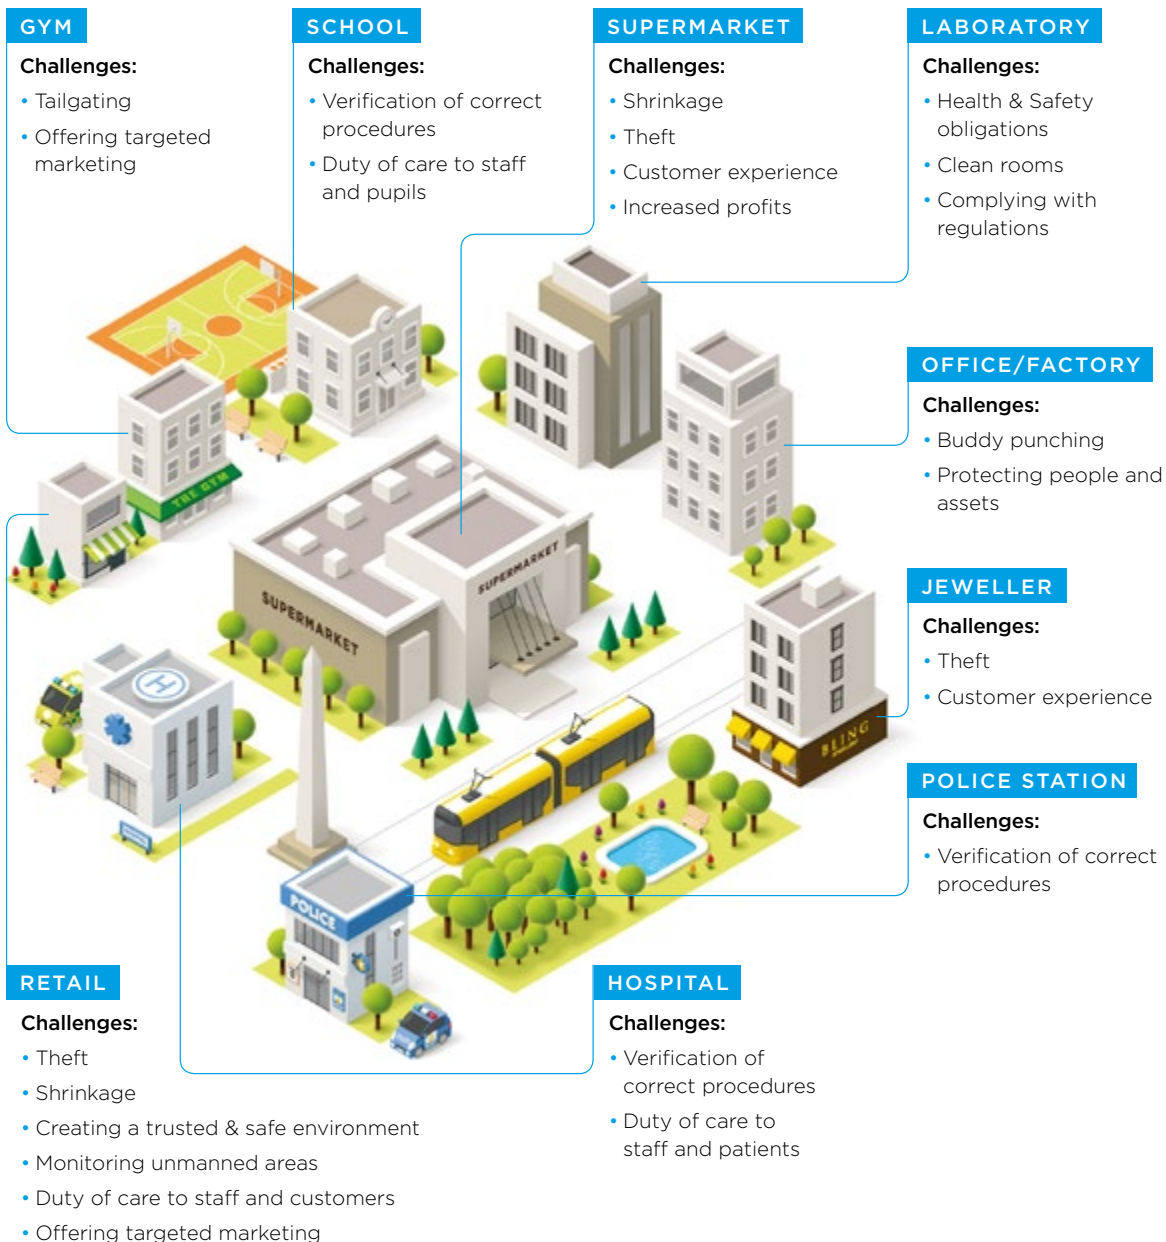 GYM
Challenges:
• Tailgating
• Offering targeted
marketing
SCHOOL
Challenges:
• Verification of correct
procedures
• Duty of care to staff
and pupils
SUPERMARKET
Challenges:
• Shrinkage
• Theft
• Customer experience
• Increased profits
LABORATORY
Challenges:
• Health & Safety
obligations
• Clean rooms
• Complying with
regulations
OFFICE/FACTORY
Challenges:
• Buddy punching
• Protecting people and
assets
JEWELLER
Challenges:
• Theft
• Customer experience
POLICE STATION
Challenges:
• Verification of correct
procedures
THE GYM
SUPERMARKET
SUPERMARKET
H
BLING
POLICE
RETAIL
Challenges:
• Theft
• Shrinkage
• Creating a trusted & safe environment
• Monitoring unmanned areas
• Duty of care to staff and customers
• Offering targeted marketing
HOSPITAL
Challenges:
• Verification of
correct procedures
• Duty of care to
staff and patients